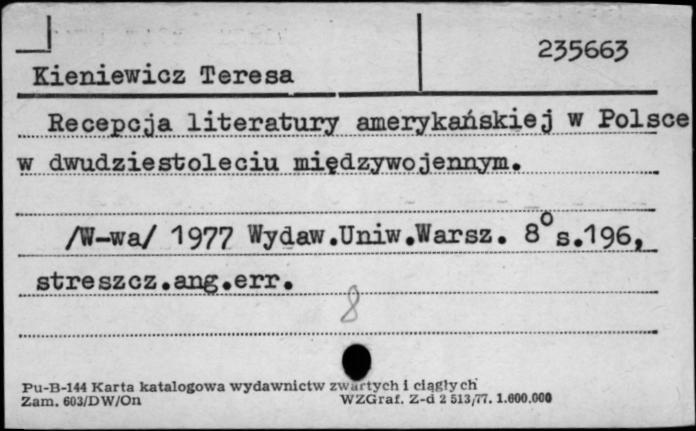 235663
Kieniewicz Teresa
Recepcja literatury amerykańskiej w Polsce
w dwudziestoleciu międzywojennym.
/W-wa/ 1977 Wydaw.Uniw.Warsz. 8° s.196,
streszcz.ang.err.
8
Pu-B-144 Karta katalogowa wydawnictw zwartych i ciągłych
Zam. 603/DW/On WZGraf. Z-d 2 513/77. 1.600.000